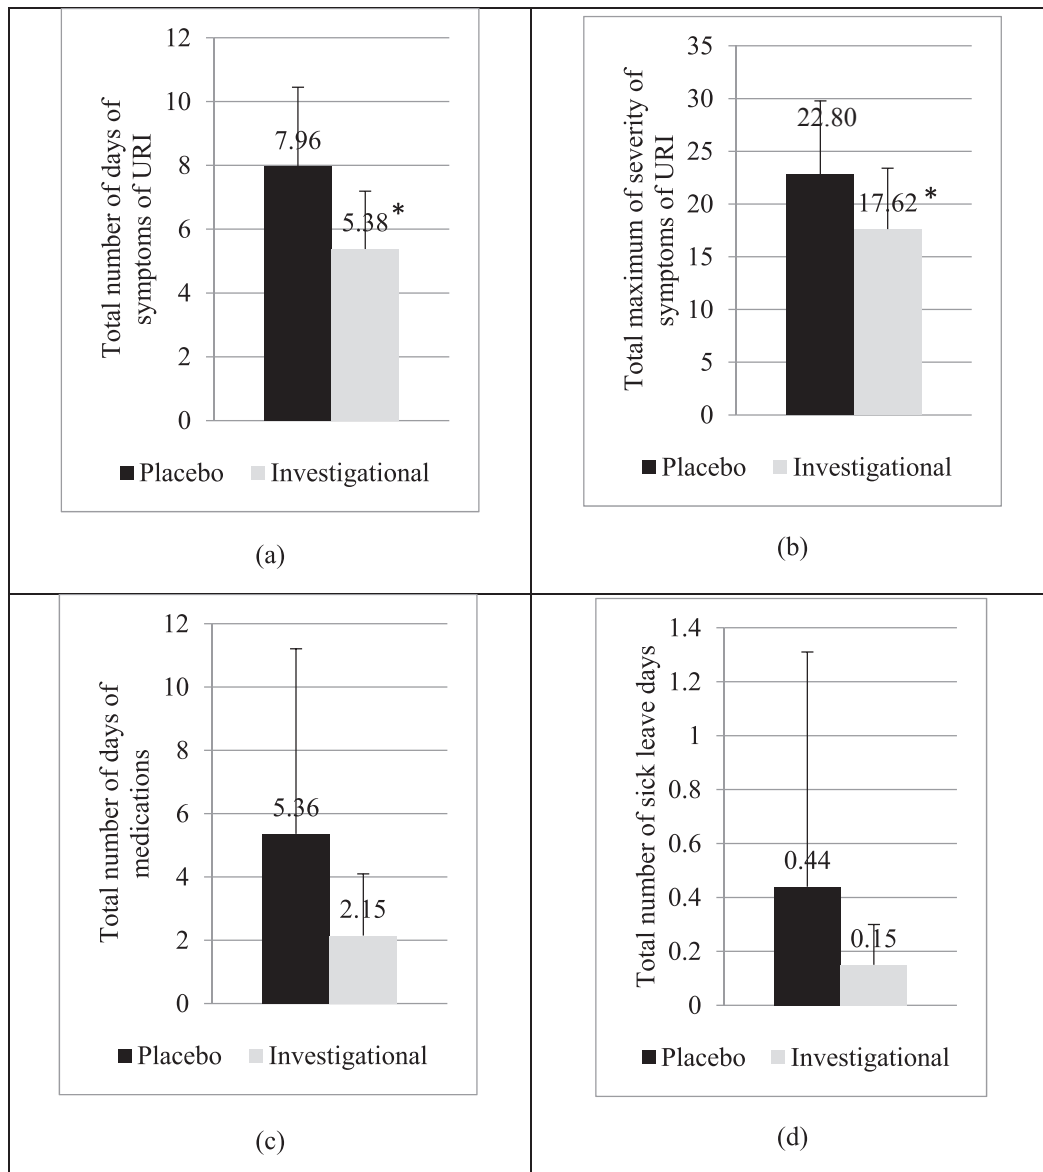 Total number of days of
symptoms of URI
12
10
8
6
4
2
0
7.96
5.38 *
Placebo Investigational
(a)
Total maximum of severity of
symptoms of URI
35
30
25
20
15
10
5
0
22.80
17.62 *
Placebo Investigational
(b)
Total number of days of
medications
12
10
8
6
4
2
0
5.36
2.15
Placebo Investigational
(c)
Total number of sick leave days
1.4
1.2
1
0.8
0.6
0.4
0.2
0
0.44
0.15
Placebo Investigational
(d)